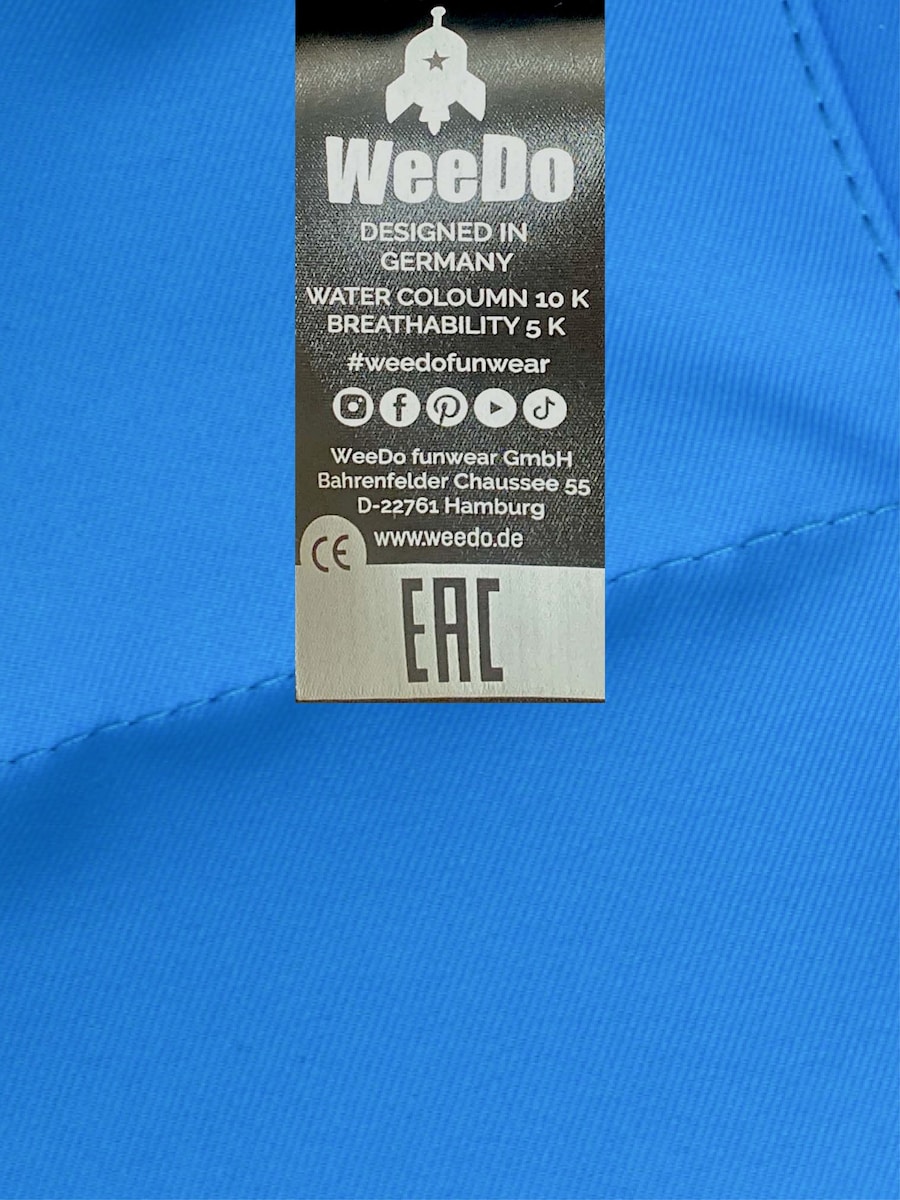 WeeDo
DESIGNED IN
GERMANY
WATER COLOUMN 10 K
BREATHABILITY 5 K
#weedofunwear
WeeDo funwear GmbH
Bahrenfelder Chaussee 55
D-22761 Hamburg
www.weedo.de
CE
EAC